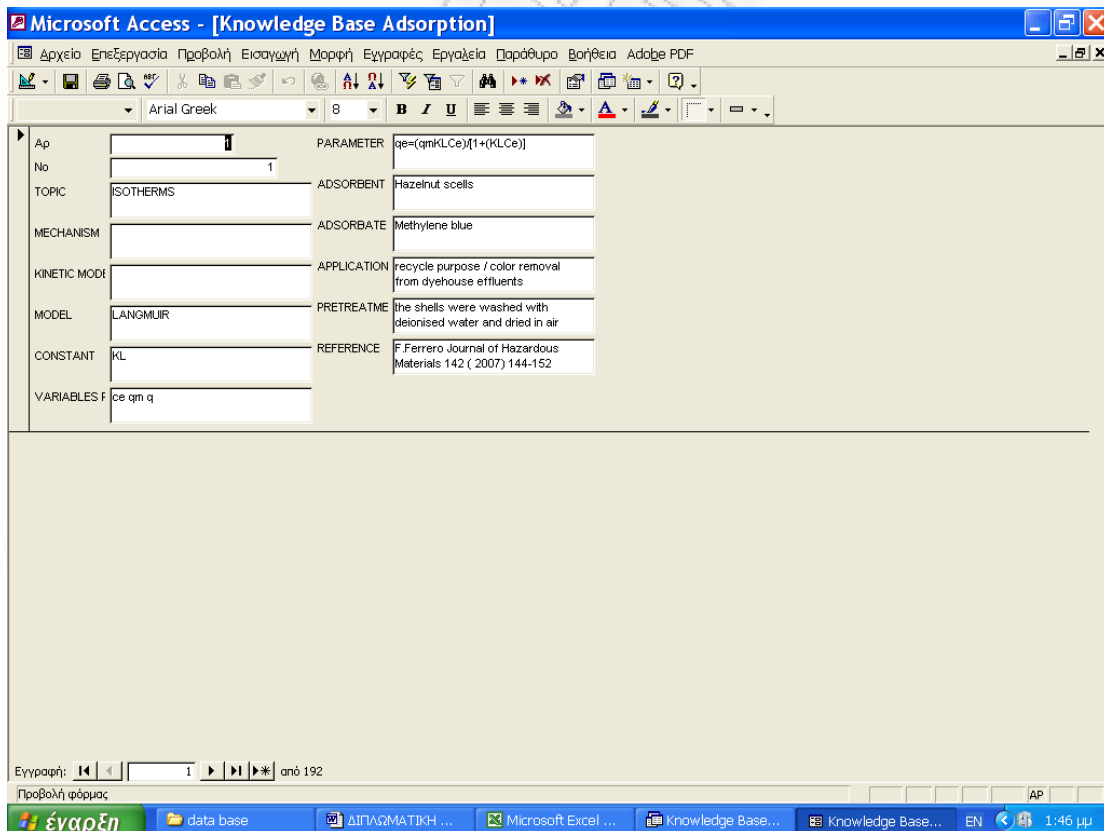 Microsoft Access - [Knowledge Base Adsorption]
Αρχείο Επεξεργασία Προβολή Εισαγωγή Μορφή Εγγραφές Εργαλεία Παράθυρο Βοήθεια Adobe PDF
Arial Greek 8 B I U
Αρ 1
No 1
TOPIC ISOTHERMS
MECHANISM
KINETIC MODE
MODEL LANGMUIR
CONSTANT KL
VARIABLES F ce qm q
PARAMETER qe=(qmKLCe)/[1+(KLCe)]
ADSORBENT Hazelnut scells
ADSORBATE Methylene blue
APPLICATION recycle purpose / color removal
from dyehouse effluents
PRETREATME the shells were washed with
deionised water and dried in air
REFERENCE F.Ferrero Journal of Hazardous
Materials 142 ( 2007) 144-152
Εγγραφή: 1 από 192
Προβολή φόρμας ΑΡ
έναρξη data base ΔΙΠΛΩΜΑΤΙΚΗ ... Microsoft Excel ... Knowledge Base... Knowledge Base... EN 1:46 μμ